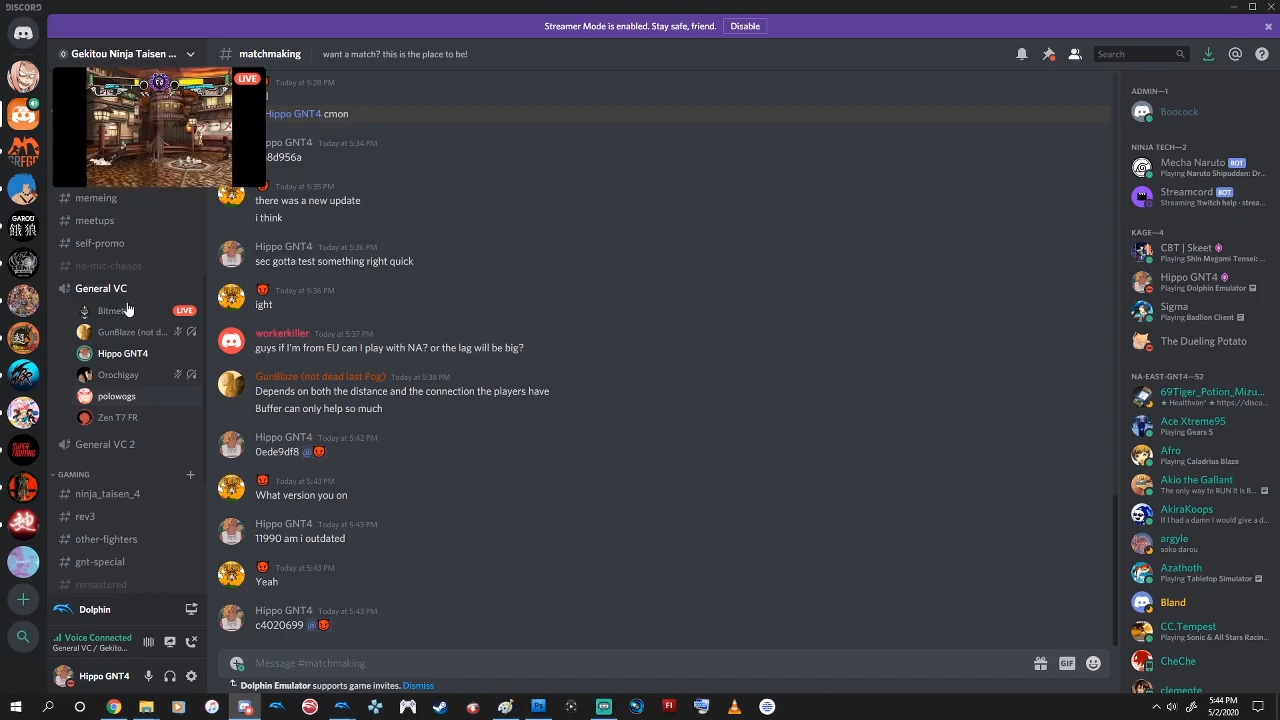 DISCORD
Streamer Mode is enabled. Stay safe, friend. Disable
Gekitou Ninja Taisen ...
# matchmaking want a match? this is the place to be!
Search
LIVE
# memeing
# meetups
# self-promo
# no-mic-cheaps
General VC
LIVE
GunBlaze (not d...
Hippo GNT4
Orochigay
polowogs
Zen T7 FR
General VC 2
GAMING
# ninja_taisen_4
# rev3
# other-fighters
# gnt-special
# remastered
Dolphin
Voice Connected
General VC / Gekito...
Hippo GNT4
Today at 5:28 PM
Hippo GNT4 cmon
ippo GNT4 Today at 5:34 PM
8d956a
Today at 5:35 PM
there was a new update
i think
Hippo GNT4 Today at 5:36 PM
sec gotta test something right quick
Today at 5:36 PM
ight
workerkiller Today at 5:37 PM
guys if I'm from EU can I play with NA? or the lag will be big?
GunBlaze (not dead last Pog) Today at 5:38 PM
Depends on both the distance and the connection the players have
Buffer can only help so much
Hippo GNT4 Today at 5:42 PM
0ede9df8 @
Today at 5:43 PM
What version you on
Hippo GNT4 Today at 5:43 PM
11990 am i outdated
Today at 5:43 PM
Yeah
Hippo GNT4 Today at 5:43 PM
c4020699 @
Message #matchmaking
GIF
Dolphin Emulator supports game invites. Dismiss
ADMIN—1
Boocock
NINJA TECH—2
Mecha Naruto BOT
Playing Naruto Shipuden: Dr...
Streamcord BOT
Streaming !twitch help · strea...
KAGE—4
CBT | Skeet
Playing Shin Megami Tensei: ...
Hippo GNT4
Playing Dolphin Emulator
Sigma
Playing Badlion Client
The Dueling Potato
NA-EAST-GNT4—52
69Tiger_Potion_Mizu...
★ Healthvan* ★ https://disco...
Ace Xtreme95
Playing Gears 5
Afro
Playing Caladrius Blaze
Akio the Gallant
The only way to RUN It is B...
AkiraKoops
If I had a damn I would give a d...
argyle
soko darou
Azathoth
Playing Tabletop Simulator
Bland
CC.Tempest
Playing Sonic & All Stars Racin...
CheChe
clemente
5:44 PM
5/2/2020